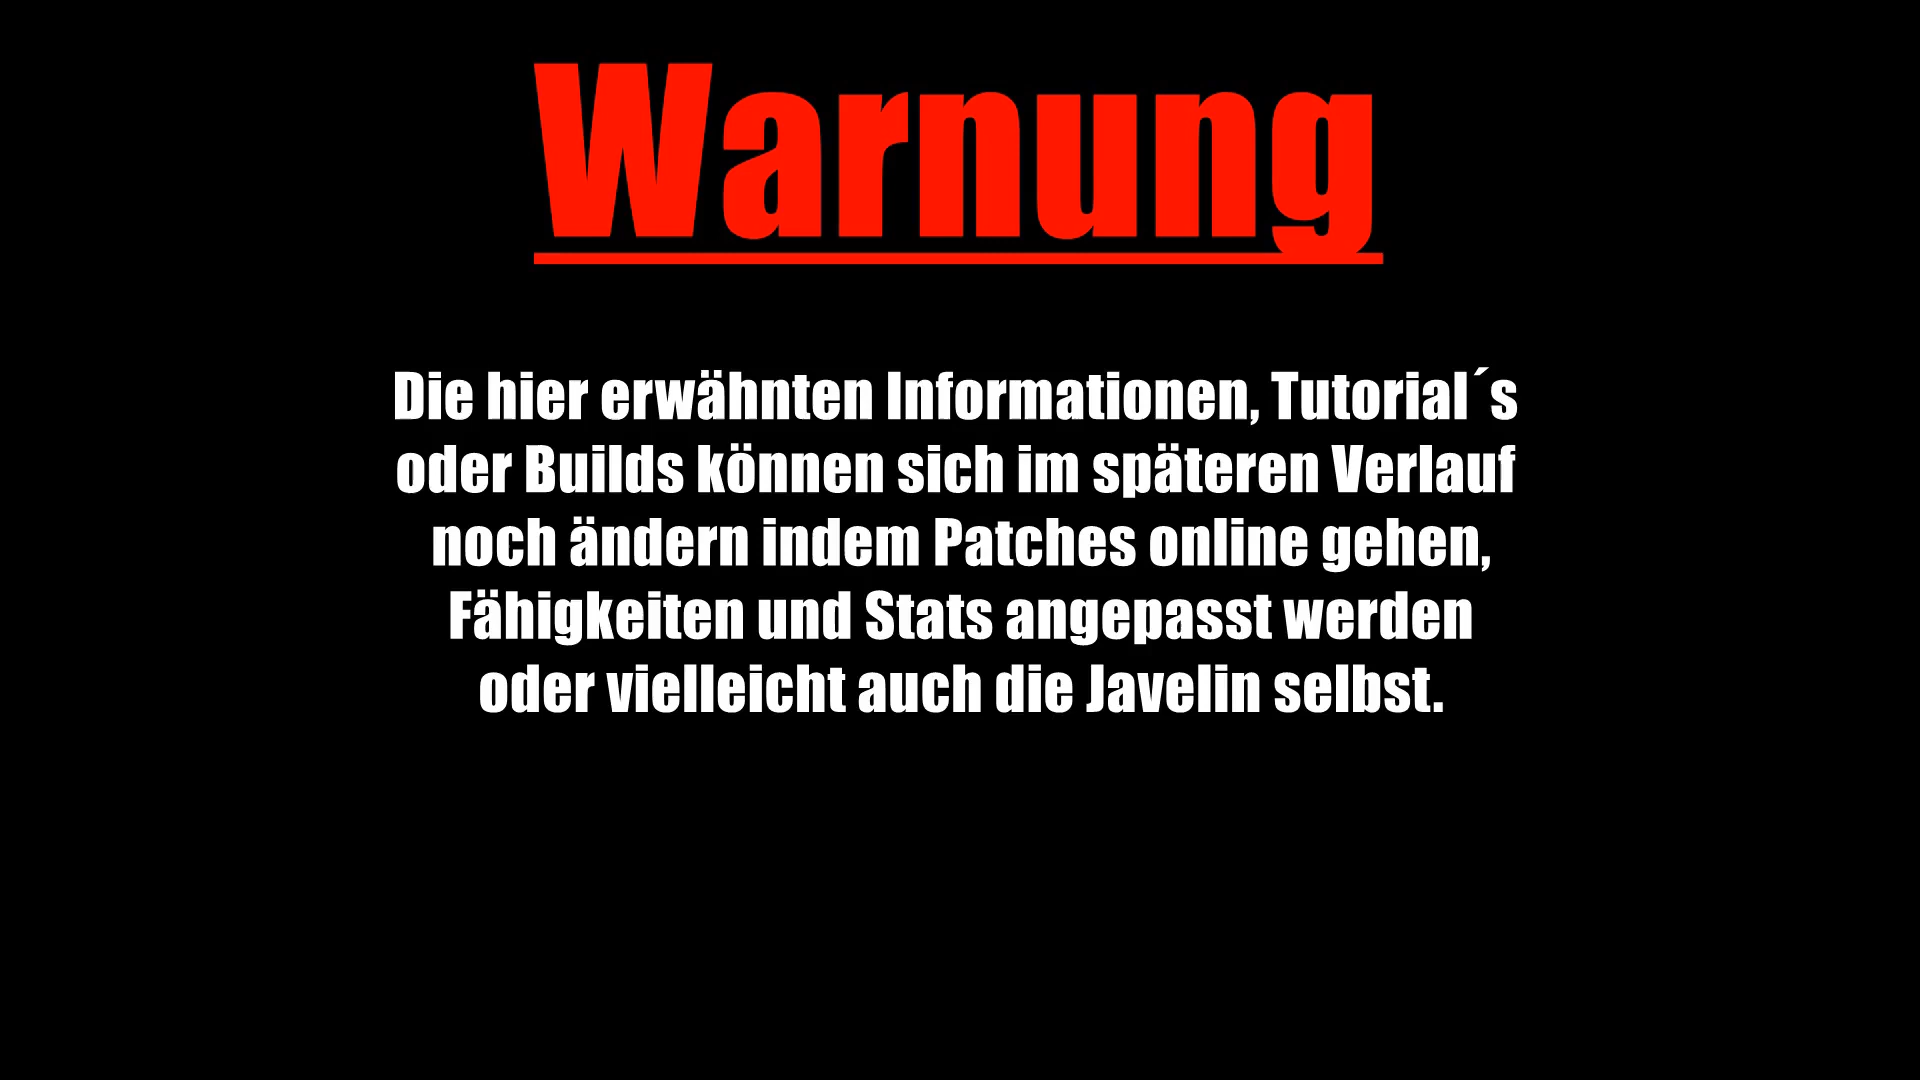 Warnung
Die hier erwähnten Informationen, Tutorial´s
oder Builds können sich im späteren Verlauf
noch ändern indem Patches online gehen,
Fähigkeiten und Stats angepasst werden
oder vielleicht auch die Javelin selbst.